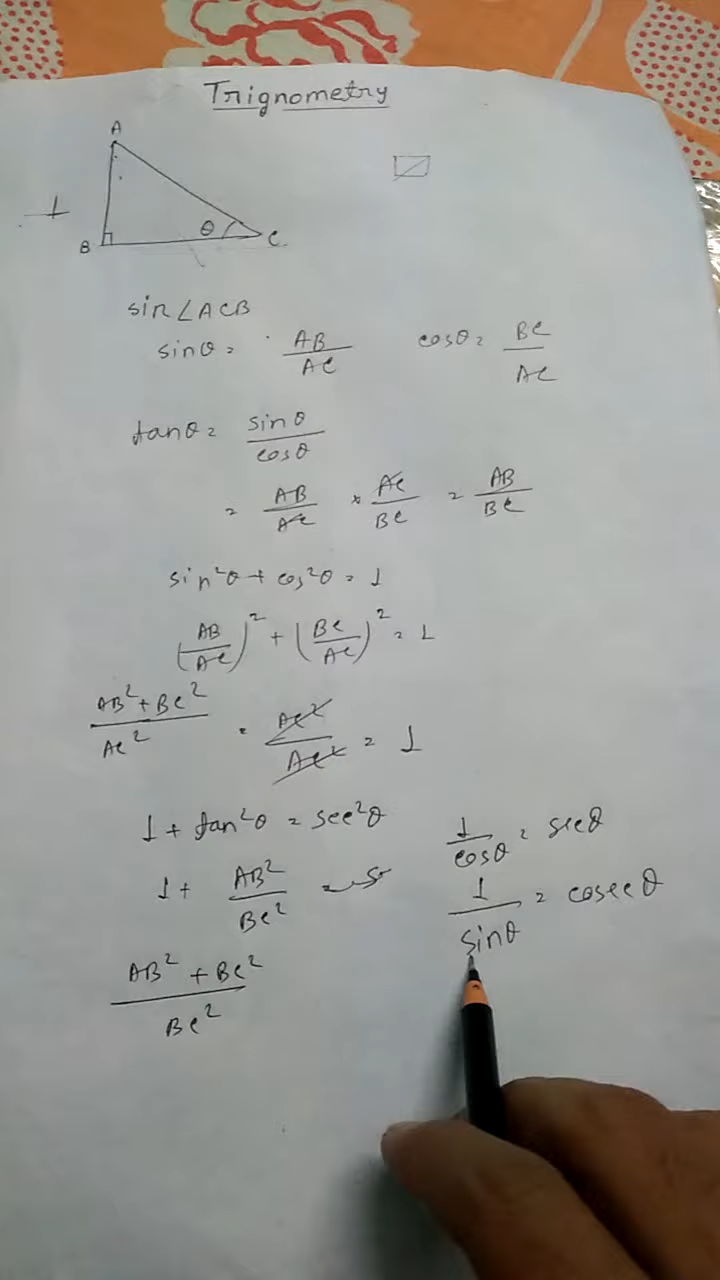 Trignometry
A
⊥
B
θ
C
sin∠ACB
sinθ = AB/AC cosθ = BC/AC
tanθ = sinθ/cosθ
= AB/AC × AC/BC = AB/BC
sin²θ + cos²θ = 1
(AB/AC)² + (BC/AC)² = 1
AB² + BC²/AC² = AC²/AC² = 1
1 + tan²θ = sec²θ
1/cosθ = secθ
1 + AB²/BC² =
1/sinθ = cosecθ
AB² + BC²/BC²